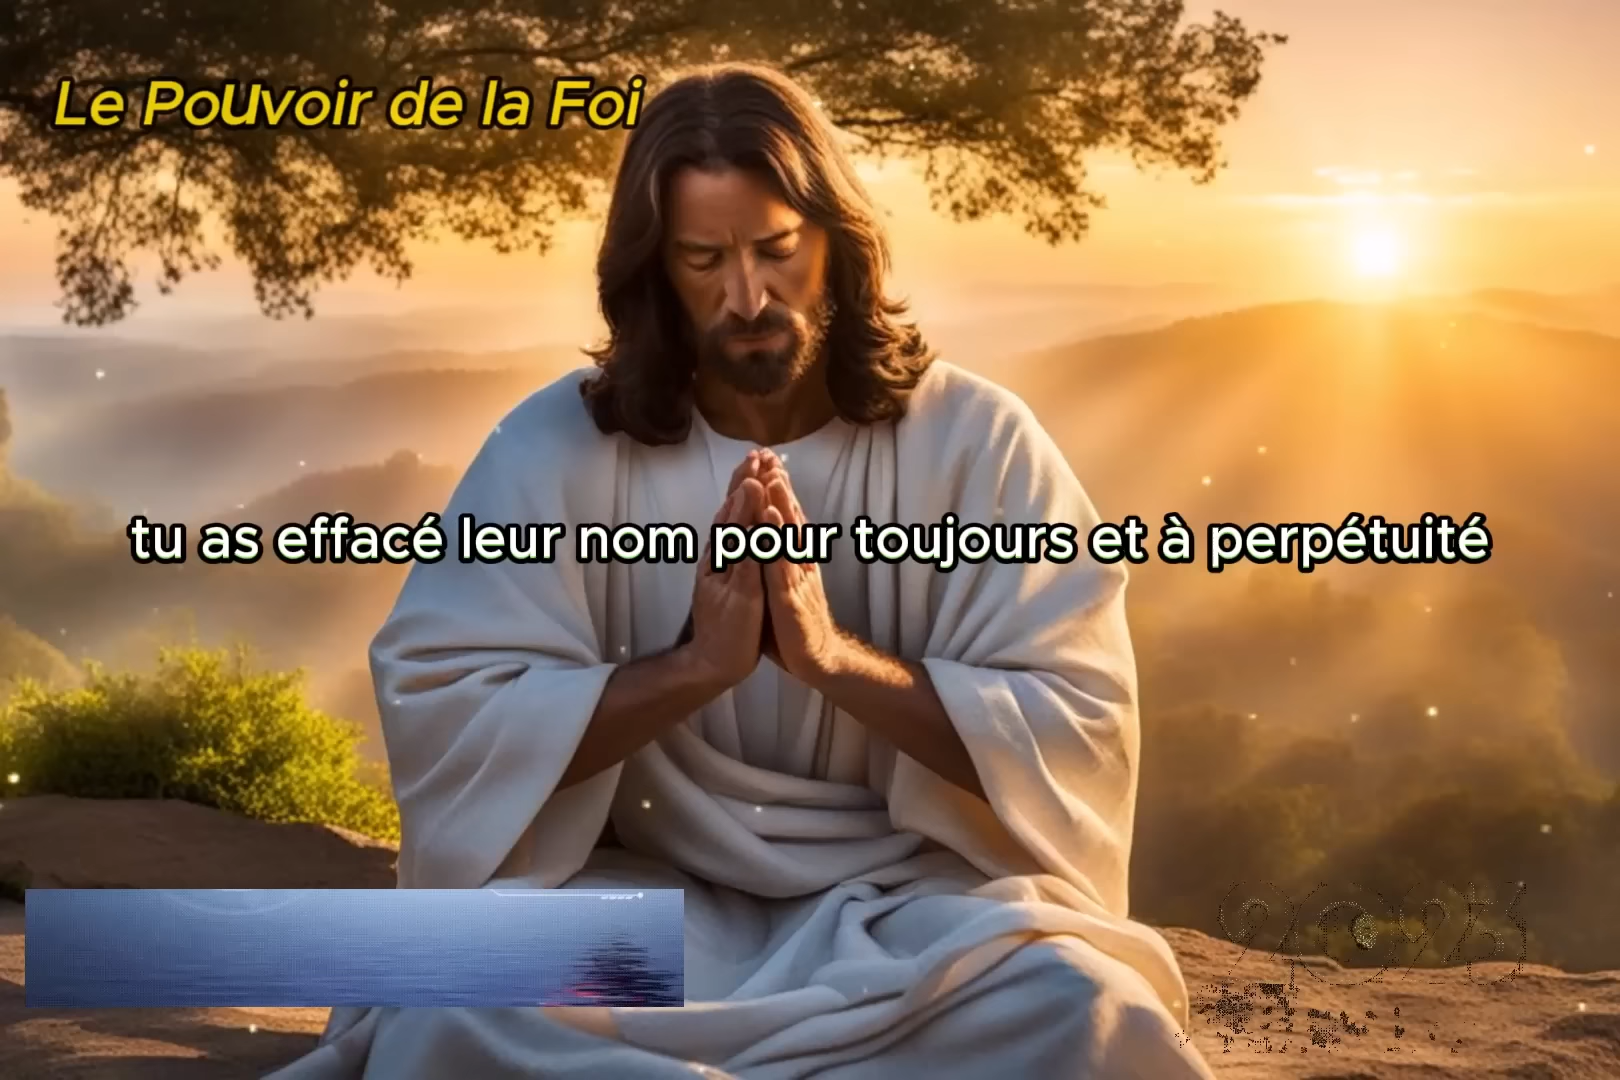 Le Pouvoir de la Foi
tu as effacé leur nom pour toujours et à perpétuité